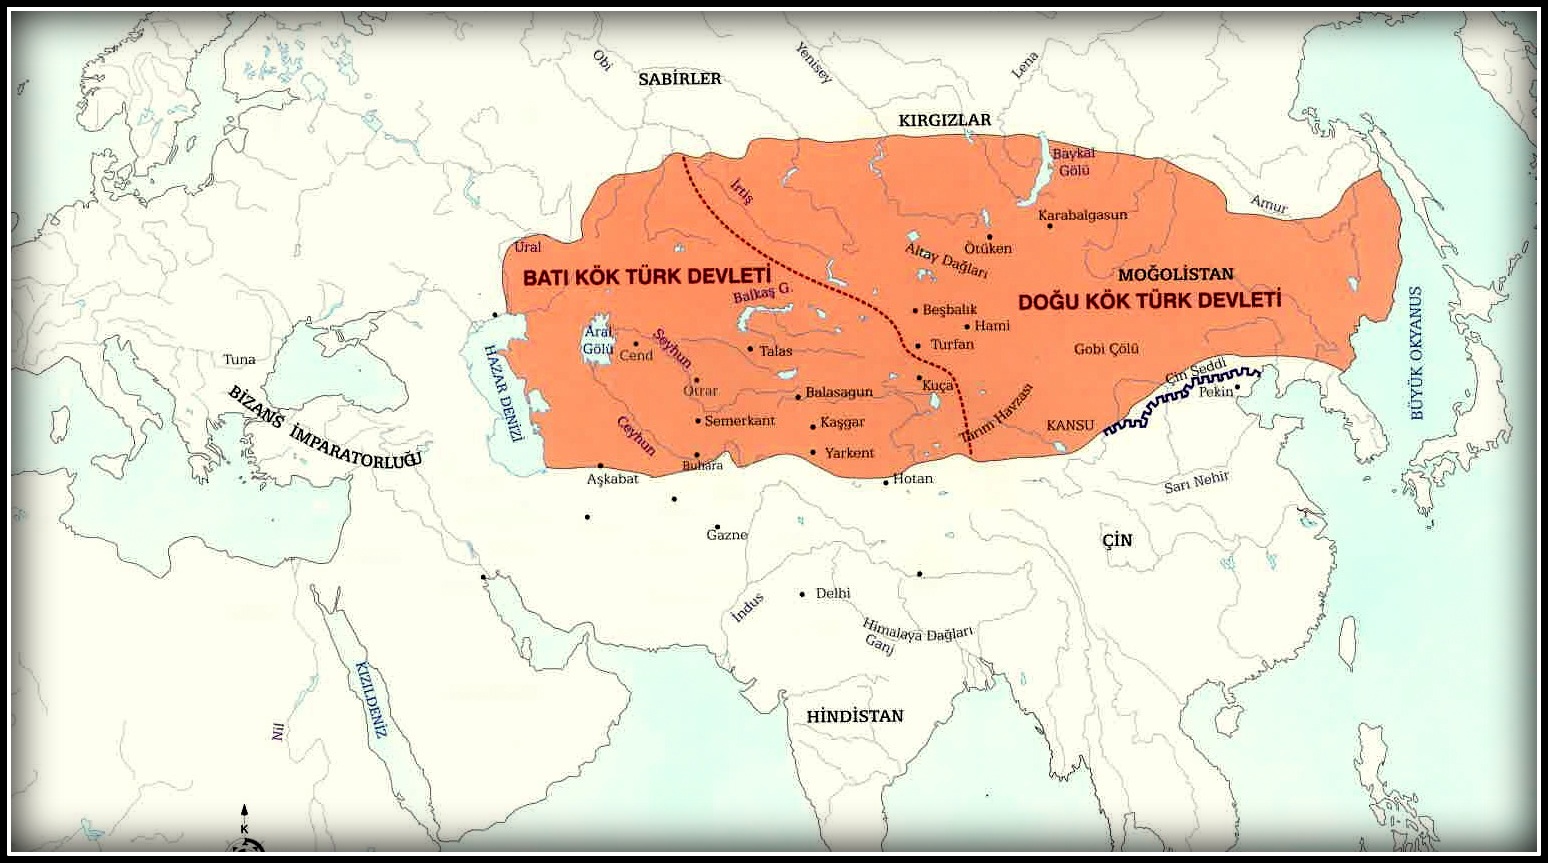 Obi
SABİRLER
Yenisey
Lena
KIRGIZLAR
Baykal
Gölü
İrtiş
Amur
Karabalgasun
Ötüken
Altay Dağları
Ural
BATI KÖK TÜRK DEVLETİ
MOĞOLİSTAN
DOĞU KÖK TÜRK DEVLETİ
Balkaş G.
Beşbalık
Hami
Turfan
Gobi Çölü
Aral
Gölü
Cend
Seyhun
Talas
Otrar
Balasagun
Kuça
Çin Seddi
Pekin
Tuna
HAZAR DENİZİ
BÜYÜK OKYANUS
BİZANS İMPARATORLUĞU
Semerkant
Kaşgar
Tarım Havzası
KANSU
Ceyhun
Buhara
Yarkent
Aşkabat
Hotan
Sarı Nehir
Gazne
ÇİN
İndus
Delhi
Himalaya Dağları
Ganj
KIZILDENİZ
Nil
HİNDİSTAN
K